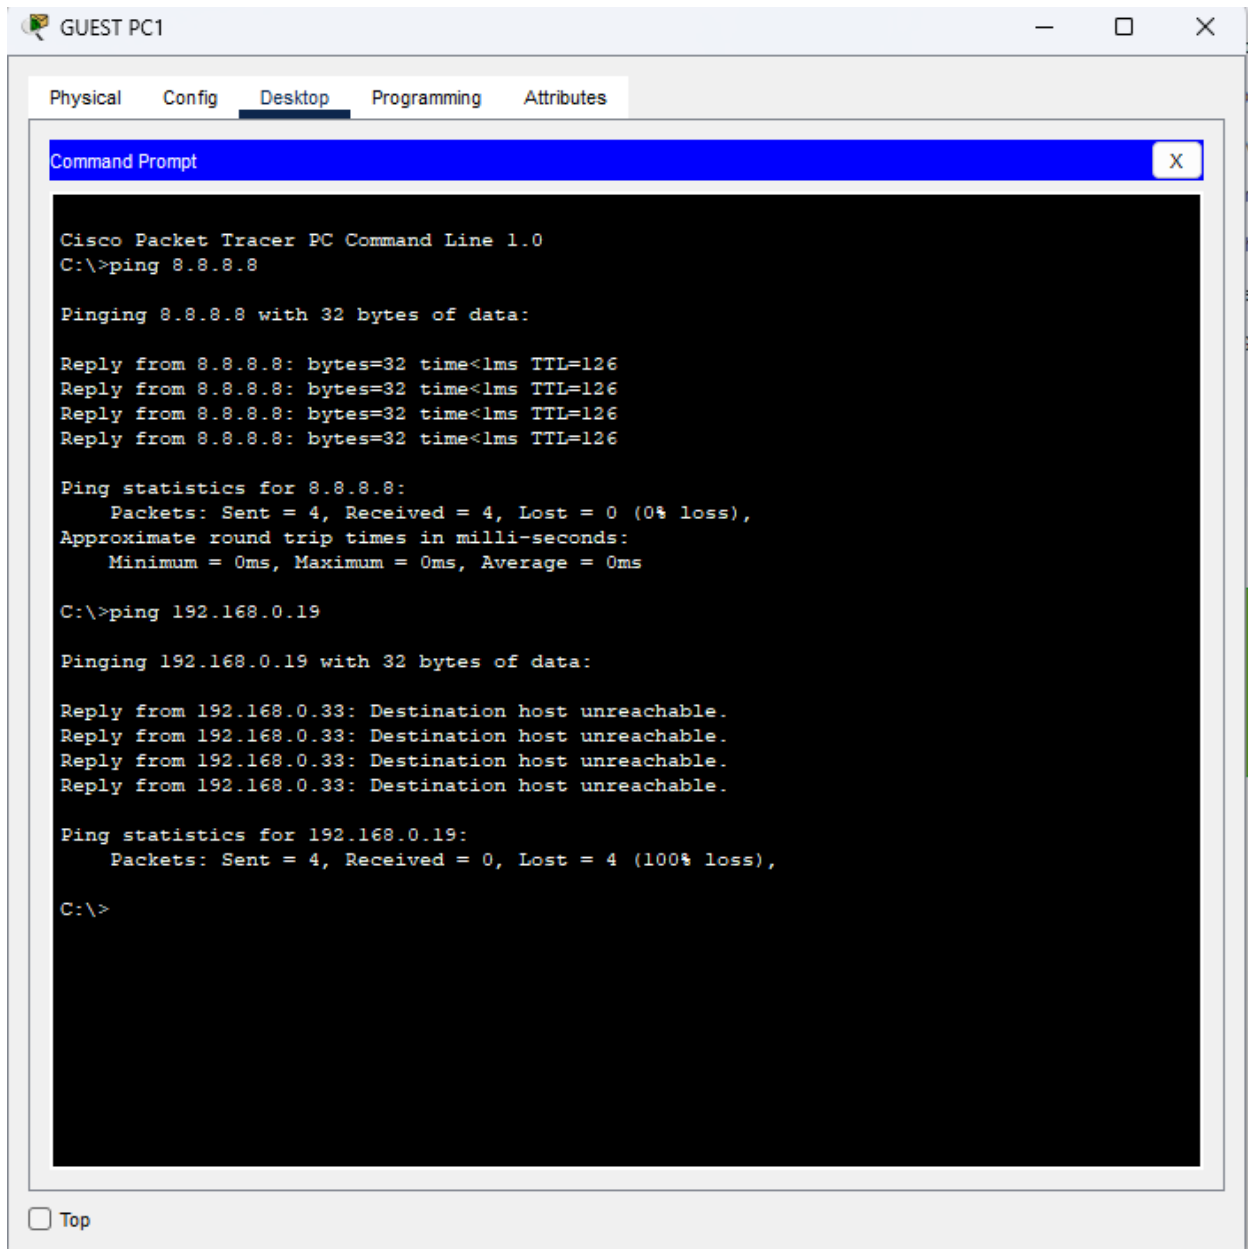 GUEST PC1
Physical Config Desktop Programming Attributes
Command Prompt
X
Cisco Packet Tracer PC Command Line 1.0
C:\>ping 8.8.8.8
Pinging 8.8.8.8 with 32 bytes of data:
Reply from 8.8.8.8: bytes=32 time<1ms TTL=126
Reply from 8.8.8.8: bytes=32 time<1ms TTL=126
Reply from 8.8.8.8: bytes=32 time<1ms TTL=126
Reply from 8.8.8.8: bytes=32 time<1ms TTL=126
Ping statistics for 8.8.8.8:
Packets: Sent = 4, Received = 4, Lost = 0 (0% loss),
Approximate round trip times in milli-seconds:
Minimum = 0ms, Maximum = 0ms, Average = 0ms
C:\>ping 192.168.0.19
Pinging 192.168.0.19 with 32 bytes of data:
Reply from 192.168.0.33: Destination host unreachable.
Reply from 192.168.0.33: Destination host unreachable.
Reply from 192.168.0.33: Destination host unreachable.
Reply from 192.168.0.33: Destination host unreachable.
Ping statistics for 192.168.0.19:
Packets: Sent = 4, Received = 0, Lost = 4 (100% loss),
C:\>
Top